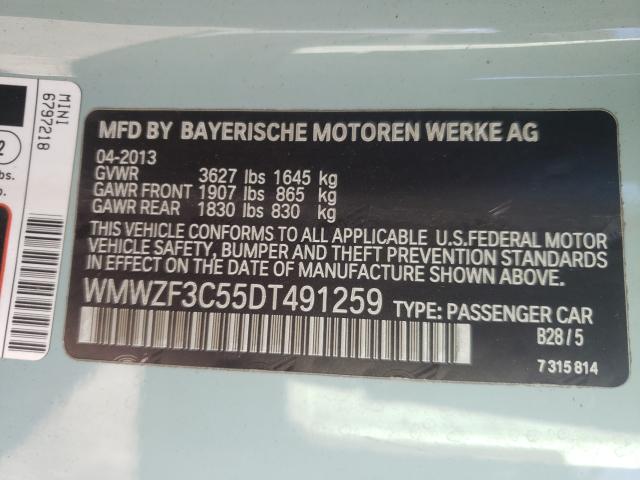 MFD BY BAYERISCHE MOTOREN WERKE AG
04-2013
GVWR 3627 lbs 1645 kg
GAWR FRONT 1907 lbs 865 kg
GAWR REAR 1830 lbs 830 kg
THIS VEHICLE CONFORMS TO ALL APPLICABLE U.S.FEDERAL MOTOR
VEHICLE SAFETY, BUMPER AND THEFT PREVENTION STANDARDS
IN EFFECT ON THE DATE OF MANUFACTURE SHOWN ABOVE.
WMWZF3C55DT491259 TYPE: PASSENGER CAR
B28 / 5
7 315 814
MINI
6797218
2
lbs.